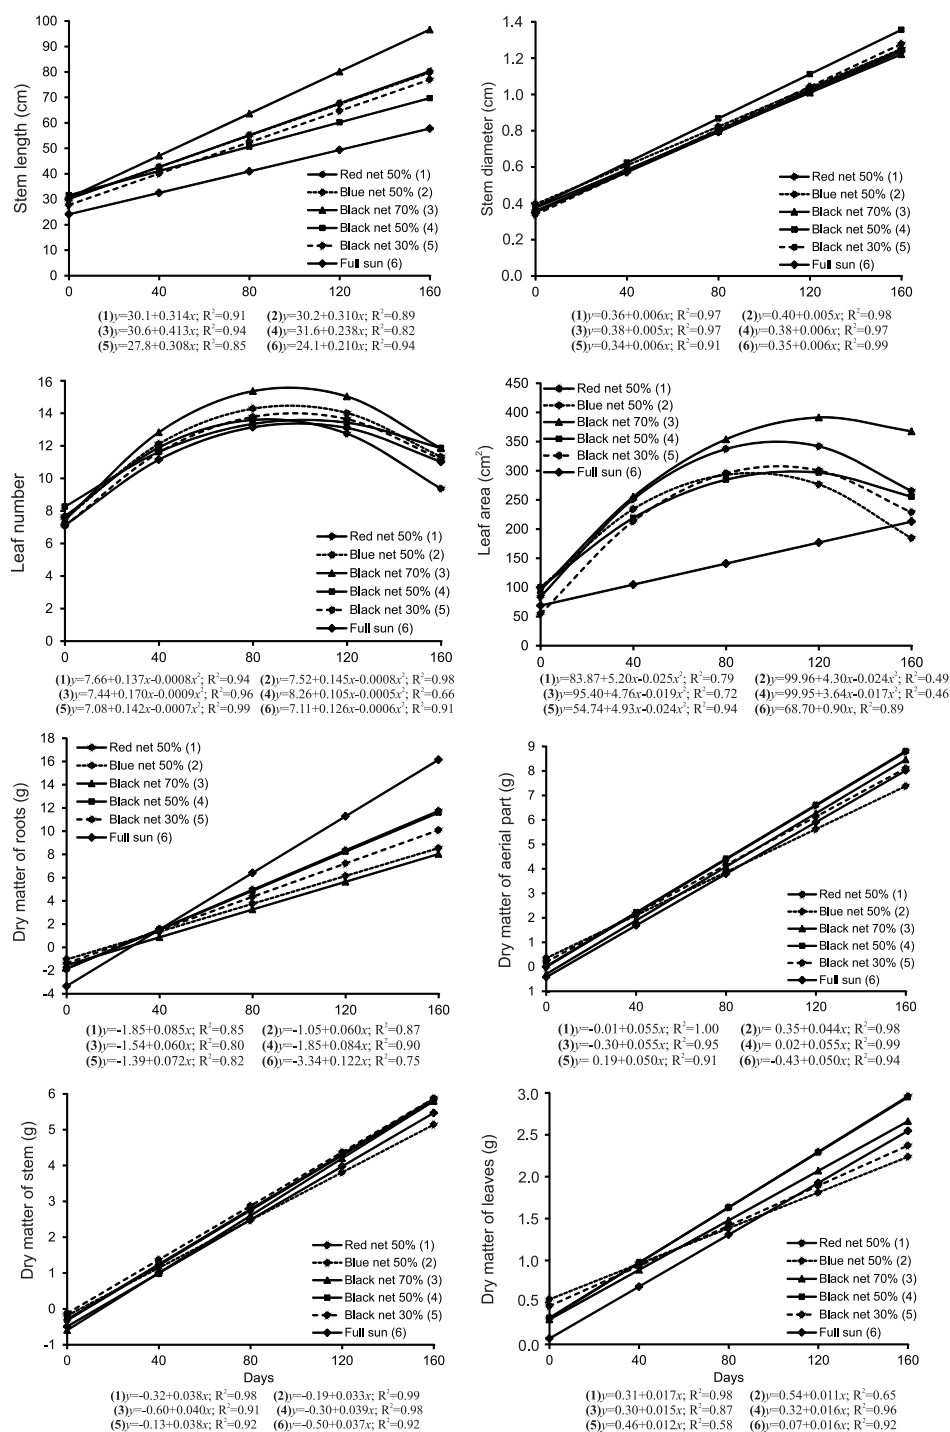 Stem length (cm)
100
90
80
70
60
50
40
30
20
10
0
0 40 80 120 160
Red net 50% (1)
Blue net 50% (2)
Black net 70% (3)
Black net 50% (4)
Black net 30% (5)
Full sun (6)
(1)y=30.1+0.314x; R²=0.91 (2)y=30.2+0.310x; R²=0.89
(3)y=30.6+0.413x; R²=0.94 (4)y=31.6+0.238x; R²=0.82
(5)y=27.8+0.308x; R²=0.85 (6)y=24.1+0.210x; R²=0.94
Stem diameter (cm)
1.4
1.2
1.0
0.8
0.6
0.4
0.2
0.0
0 40 80 120 160
Red net 50% (1)
Blue net 50% (2)
Black net 70% (3)
Black net 50% (4)
Black net 30% (5)
Full sun (6)
(1)y=0.36+0.006x; R²=0.97 (2)y=0.40+0.005x; R²=0.98
(3)y=0.38+0.005x; R²=0.97 (4)y=0.38+0.006x; R²=0.97
(5)y=0.34+0.006x; R²=0.91 (6)y=0.35+0.006x; R²=0.99
Leaf number
16
14
12
10
8
6
4
2
0
0 40 80 120 160
Red net 50% (1)
Blue net 50% (2)
Black net 70% (3)
Black net 50% (4)
Black net 30% (5)
Full sun (6)
(1)y=7.66+0.137x-0.0008x²; R²=0.94 (2)y=7.52+0.145x-0.0008x²; R²=0.98
(3)y=7.44+0.170x-0.0009x²; R²=0.96 (4)y=8.26+0.105x-0.0005x²; R²=0.66
(5)y=7.08+0.142x-0.0007x²; R²=0.99 (6)y=7.11+0.126x-0.0006x²; R²=0.91
Leaf area (cm²)
450
400
350
300
250
200
150
100
50
0
0 40 80 120 160
Red net 50% (1)
Blue net 50% (2)
Black net 70% (3)
Black net 50% (4)
Black net 30% (5)
Full sun (6)
(1)y=83.87+5.20x-0.025x²; R²=0.79 (2)y=99.96+4.30x-0.024x²; R²=0.49
(3)y=95.40+4.76x-0.019x²; R²=0.72 (4)y=99.95+3.64x-0.017x²; R²=0.46
(5)y=54.74+4.93x-0.024x²; R²=0.94 (6)y=68.70+0.90x, R²=0.89
Dry matter of roots (g)
18
16
14
12
10
8
6
4
2
0
-2
-4
0 40 80 120 160
Red net 50% (1)
Blue net 50% (2)
Black net 70% (3)
Black net 50% (4)
Black net 30% (5)
Full sun (6)
(1)y=-1.85+0.085x; R²=0.85 (2)y=-1.05+0.060x; R²=0.87
(3)y=-1.54+0.060x; R²=0.80 (4)y=-1.85+0.084x; R²=0.90
(5)y=-1.39+0.072x; R²=0.82 (6)y=-3.34+0.122x; R²=0.75
Dry matter of aerial part (g)
9
8
7
6
5
4
3
2
1
0
1
0 40 80 120 160
Red net 50% (1)
Blue net 50% (2)
Black net 70% (3)
Black net 50% (4)
Black net 30% (5)
Full sun (6)
(1)y=-0.01+0.055x; R²=1.00 (2)y= 0.35+0.044x; R²=0.98
(3)y=-0.30+0.055x; R²=0.95 (4)y= 0.02+0.055x; R²=0.99
(5)y= 0.19+0.050x; R²=0.91 (6)y=-0.43+0.050x; R²=0.94
Dry matter of stem (g)
6
5
4
3
2
1
0
-1
0 40 80 120 160
Days
Red net 50% (1)
Blue net 50% (2)
Black net 70% (3)
Black net 50% (4)
Black net 30% (5)
Full sun (6)
(1)y=-0.32+0.038x; R²=0.98 (2)y=-0.19+0.033x; R²=0.99
(3)y=-0.60+0.040x; R²=0.91 (4)y=-0.30+0.039x; R²=0.98
(5)y=-0.13+0.038x; R²=0.92 (6)y=-0.50+0.037x; R²=0.92
Dry matter of leaves (g)
3.0
2.5
2.0
1.5
1.0
0.5
0.0
0 40 80 120 160
Days
Red net 50% (1)
Blue net 50% (2)
Black net 70% (3)
Black net 50% (4)
Black net 30% (5)
Full sun (6)
(1)y=0.31+0.017x; R²=0.98 (2)y=0.54+0.011x; R²=0.65
(3)y=0.30+0.015x; R²=0.87 (4)y=0.32+0.016x; R²=0.96
(5)y=0.46+0.012x; R²=0.58 (6)y=0.07+0.016x; R²=0.92